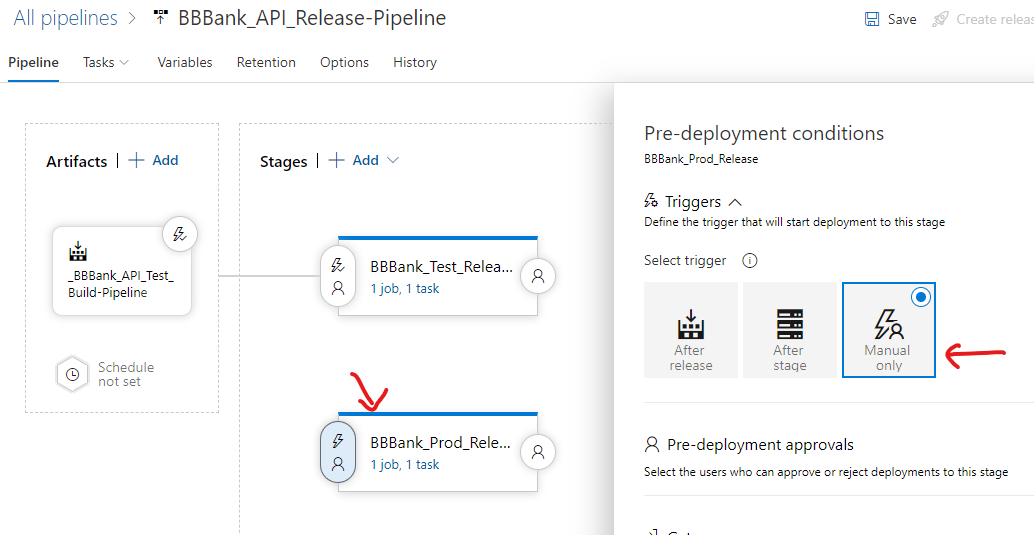 All pipelines > BBBank_API_Release-Pipeline
Save
Create relea
Pipeline Tasks Variables Retention Options History
Artifacts | + Add
Stages | + Add
_BBBank_API_Test_
Build-Pipeline
Schedule
not set
BBBank_Test_Relea...
1 job, 1 task
BBBank_Prod_Rele...
1 job, 1 task
Pre-deployment conditions
BBBank_Prod_Release
Triggers
Define the trigger that will start deployment to this stage
Select trigger
After
release
After
stage
Manual
only
Pre-deployment approvals
Select the users who can approve or reject deployments to this stage